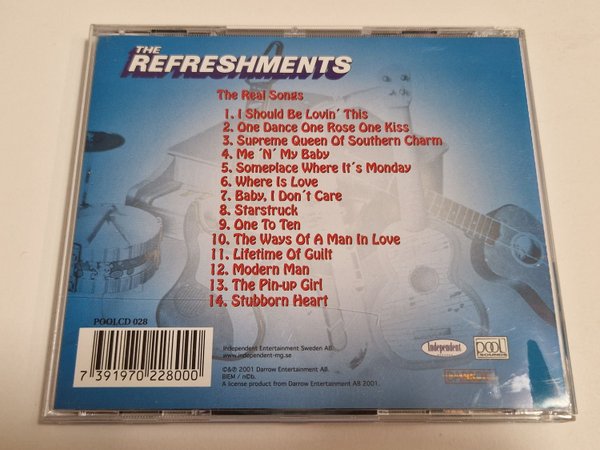 THE
REFRESHMENTS
The Real Songs
1. I Should Be Lovin´ This
2. One Dance One Rose One Kiss
3. Supreme Queen Of Southern Charm
4. Me ´N´ My Baby
5. Someplace Where It´s Monday
6. Where Is Love
7. Baby, I Don´t Care
8. Starstruck
9. One To Ten
10. The Ways Of A Man In Love
11. Lifetime Of Guilt
12. Modern Man
13. The Pin-up Girl
14. Stubborn Heart
POOLCD 028
7 391970 228000
Independent Entertainment Sweden AB.
www.independent-mg.se
©&℗ 2001 Darrow Entertainment AB.
BIEM / nCb.
A license product from Darrow Entertainment AB 2001.
Independent
POOL
SOUNDS